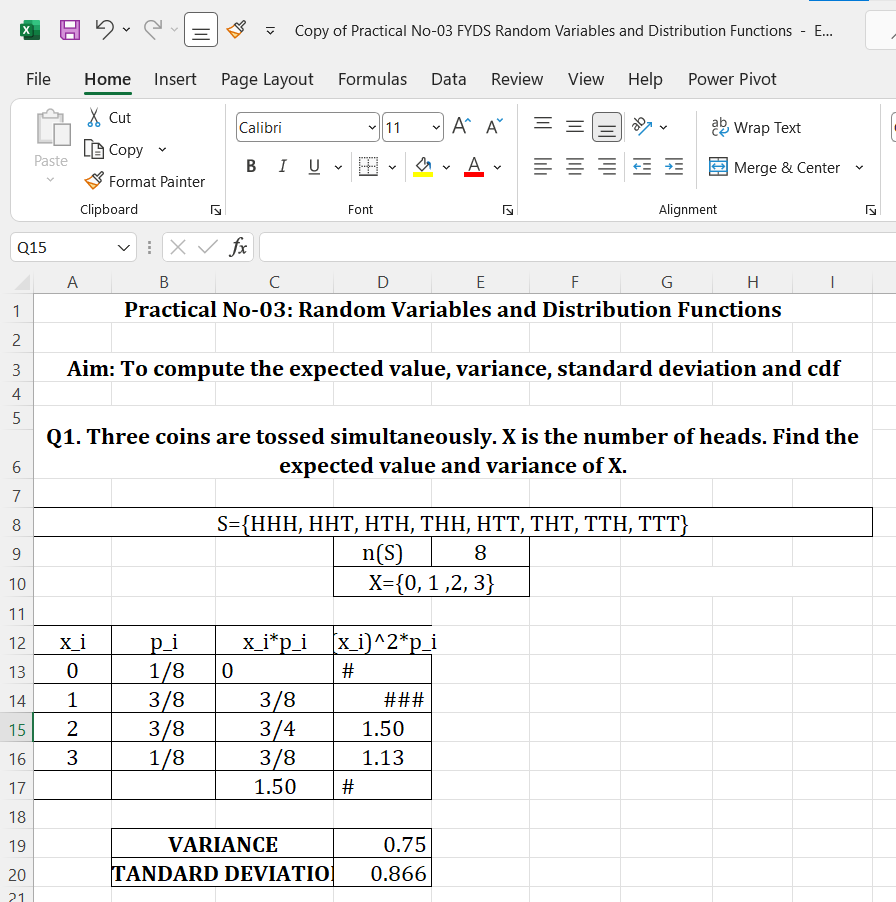 Copy of Practical No-03 FYDS Random Variables and Distribution Functions - E...
File Home Insert Page Layout Formulas Data Review View Help Power Pivot
Paste
Cut
Copy
Format Painter
Clipboard
Calibri 11
B I U A
Font
ab Wrap Text
Merge & Center
Alignment
Q15 fx
A B C D E F G H I
1 Practical No-03: Random Variables and Distribution Functions
2
3 Aim: To compute the expected value, variance, standard deviation and cdf
4
5
Q1. Three coins are tossed simultaneously. X is the number of heads. Find the
6 expected value and variance of X.
7
8 S={HHH, HHT, HTH, THH, HTT, THT, TTH, TTT}
9 n(S) 8
10 X={0, 1 ,2, 3}
11
12 x_i p_i x_i*p_i (x_i)^2*p_i
13 0 1/8 0 #
14 1 3/8 3/8 ###
15 2 3/8 3/4 1.50
16 3 1/8 3/8 1.13
17 1.50 #
18
19 VARIANCE 0.75
20 TANDARD DEVIATIO 0.866
21